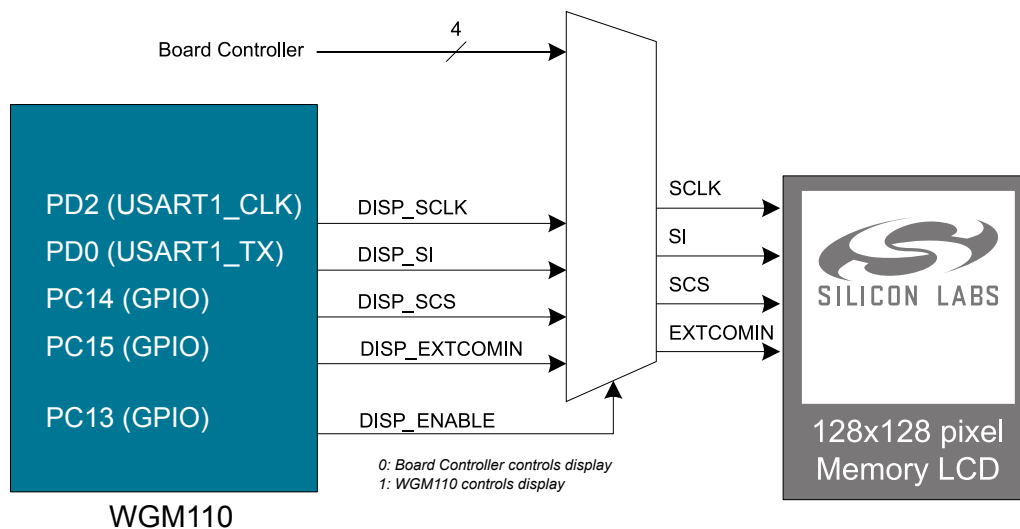 Board Controller
4
PD2 (USART1_CLK)
DISP_SCLK
SCLK
PD0 (USART1_TX)
DISP_SI
SI
PC14 (GPIO)
DISP_SCS
SCS
PC15 (GPIO)
DISP_EXTCOMIN
EXTCOMIN
PC13 (GPIO)
DISP_ENABLE
0: Board Controller controls display
1: WGM110 controls display
WGM110
SILICON LABS
128x128 pixel
Memory LCD